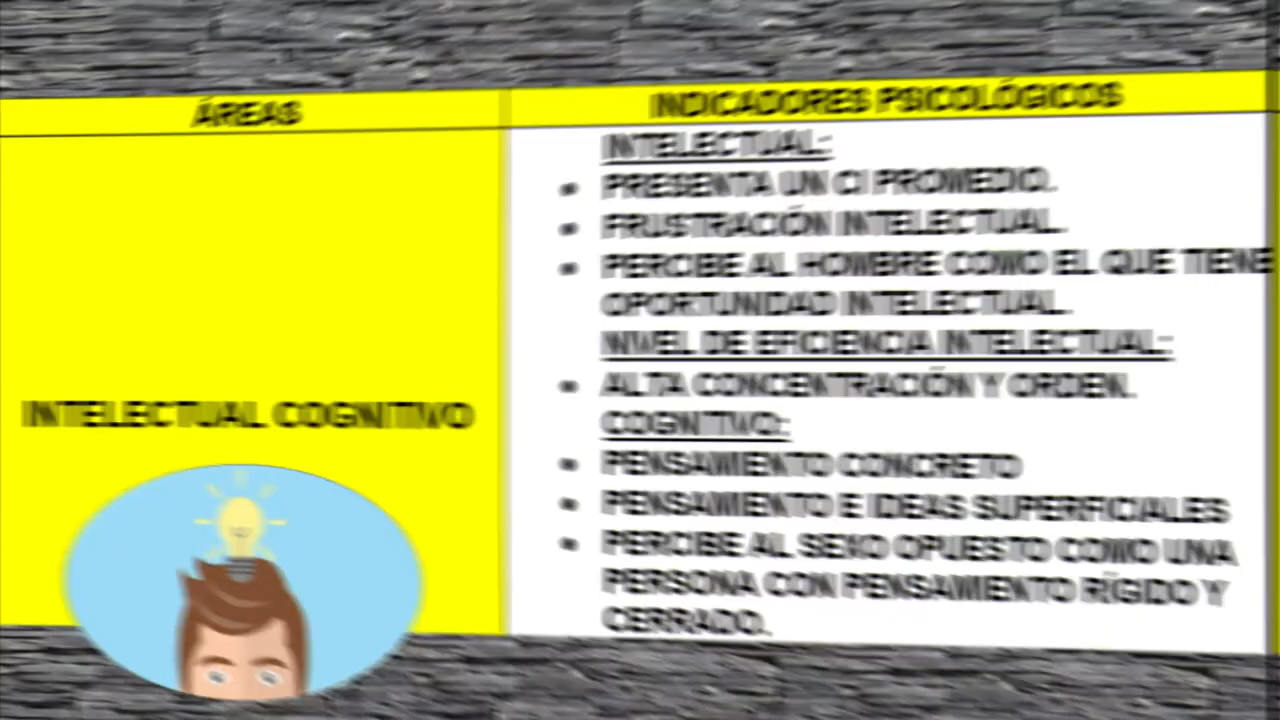 ÁREAS
INDICADORES PSICOLÓGICOS
INTELECTUAL COGNITIVO
INTELECTUAL:
• PRESENTA UN CI PROMEDIO.
• FRUSTRACIÓN INTELECTUAL.
• PERCIBE AL HOMBRE COMO EL QUE TIENE
OPORTUNIDAD INTELECTUAL.
NIVEL DE EFICIENCIA INTELECTUAL:
• ALTA CONCENTRACIÓN Y ORDEN.
COGNITIVO:
• PENSAMIENTO CONCRETO
• PENSAMIENTO E IDEAS SUPERFICIALES
• PERCIBE AL SEXO OPUESTO COMO UNA
PERSONA CON PENSAMIENTO RÍGIDO Y
CERRADO.